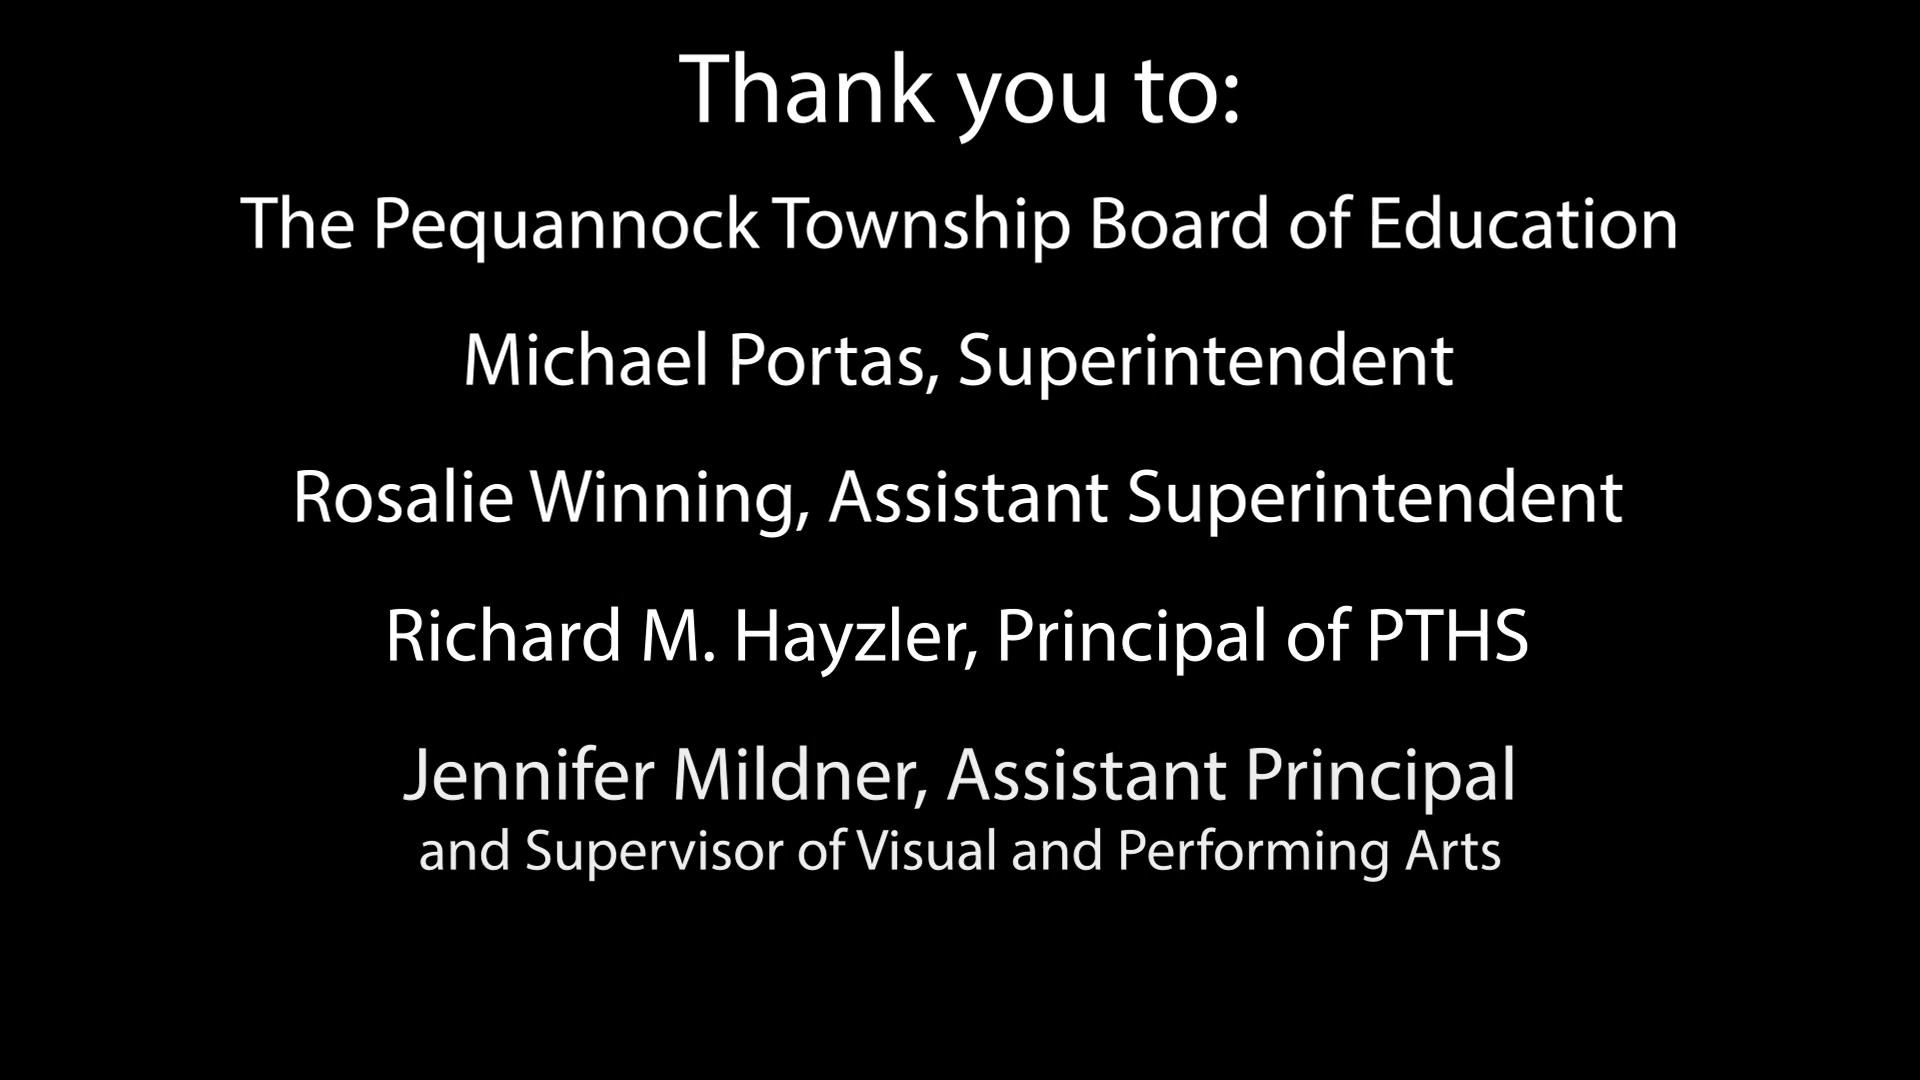 Thank you to:
The Pequannock Township Board of Education
Michael Portas, Superintendent
Rosalie Winning, Assistant Superintendent
Richard M. Hayzler, Principal of PTHS
Jennifer Mildner, Assistant Principal
and Supervisor of Visual and Performing Arts